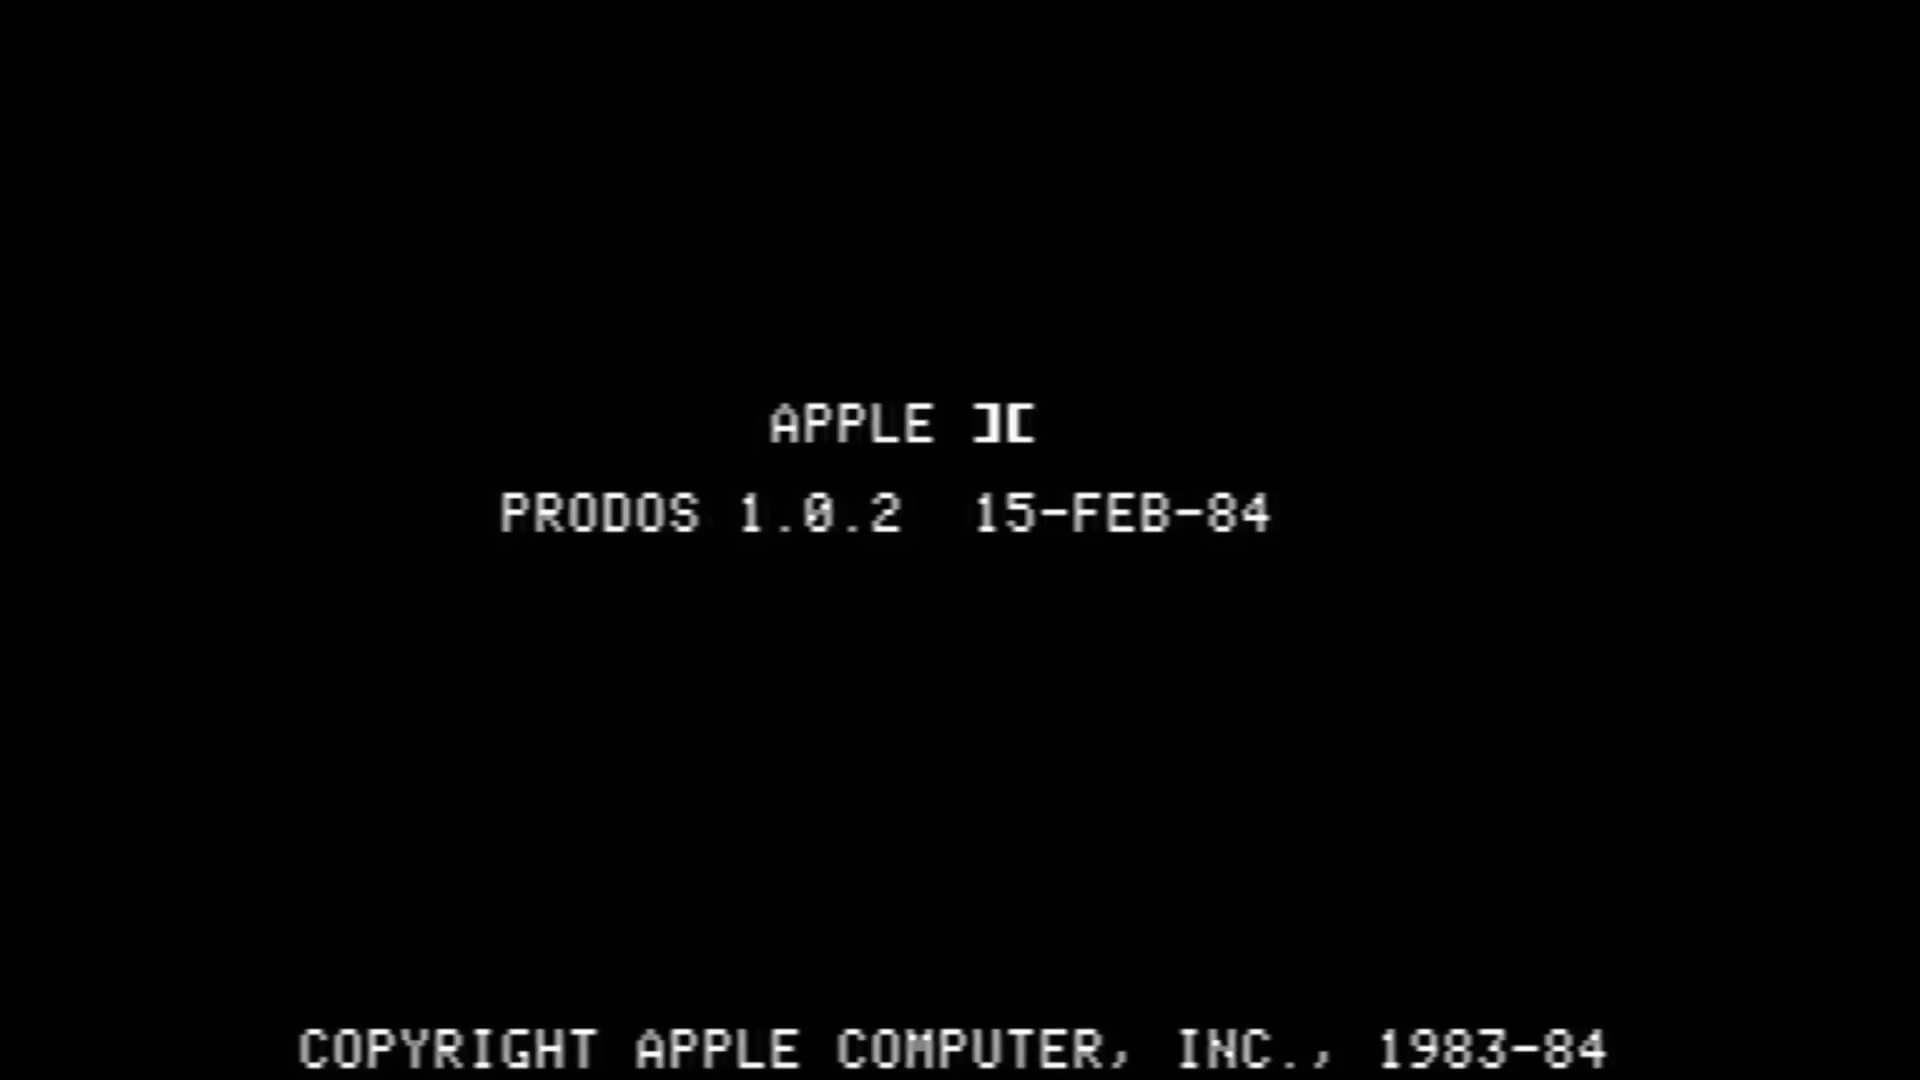 APPLE ][
PRODOS 1.0.2  15-FEB-84
COPYRIGHT APPLE COMPUTER, INC., 1983-84